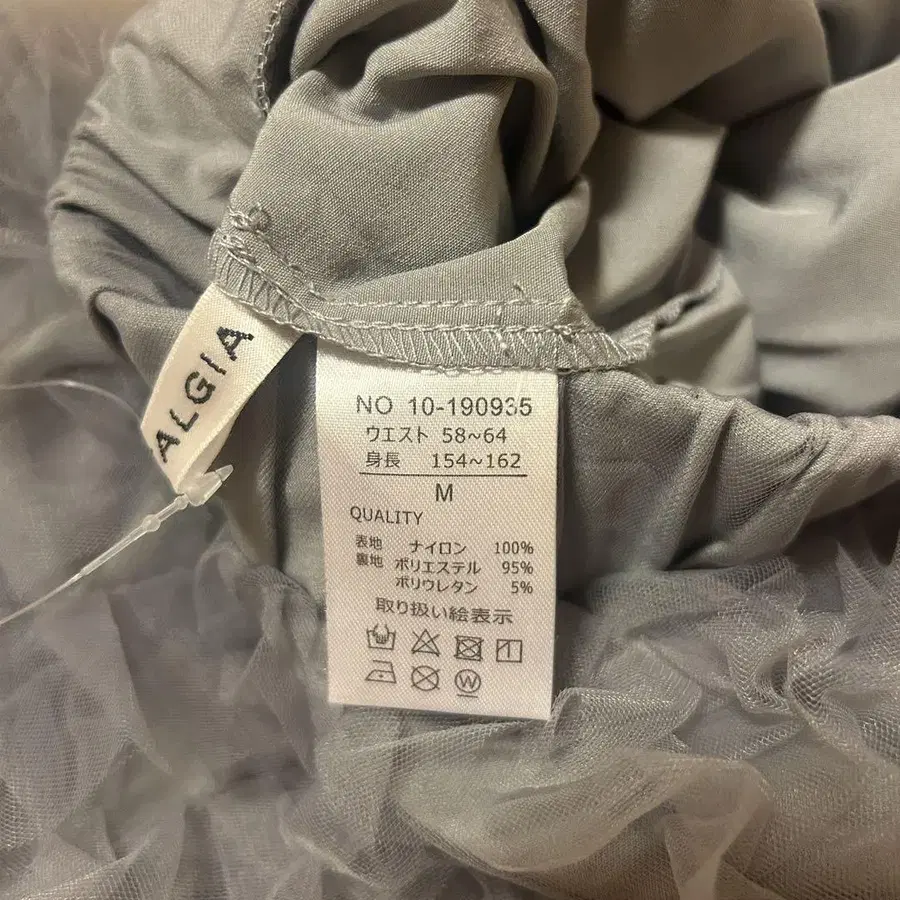 ALGIA
NO 10-190935
ウエスト 58~64
身長 154~162
M
QUALITY
表地 ナイロン 100%
裏地 ポリエステル 95%
ポリウレタン 5%
取り扱い絵表示
W